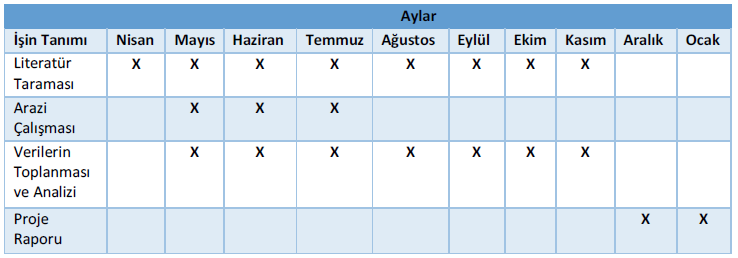 Aylar
İşin Tanımı Nisan Mayıs Haziran Temmuz Ağustos Eylül Ekim Kasım Aralık Ocak
Literatür X X X X X X X X
Taraması
Arazi X X X
Çalışması
Verilerin X X X X X X X
Toplanması
ve Analizi
Proje X X
Raporu